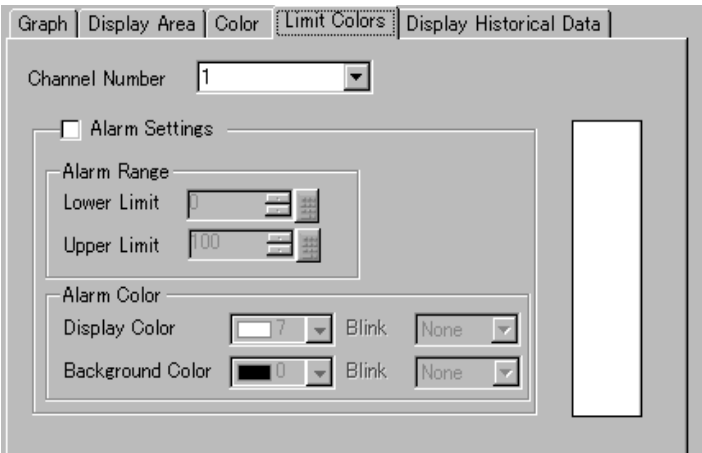 Graph Display Area Color Limit Colors Display Historical Data
Channel Number 1
Alarm Settings
Alarm Range
Lower Limit 0
Upper Limit 100
Alarm Color
Display Color 7 Blink None
Background Color 0 Blink None